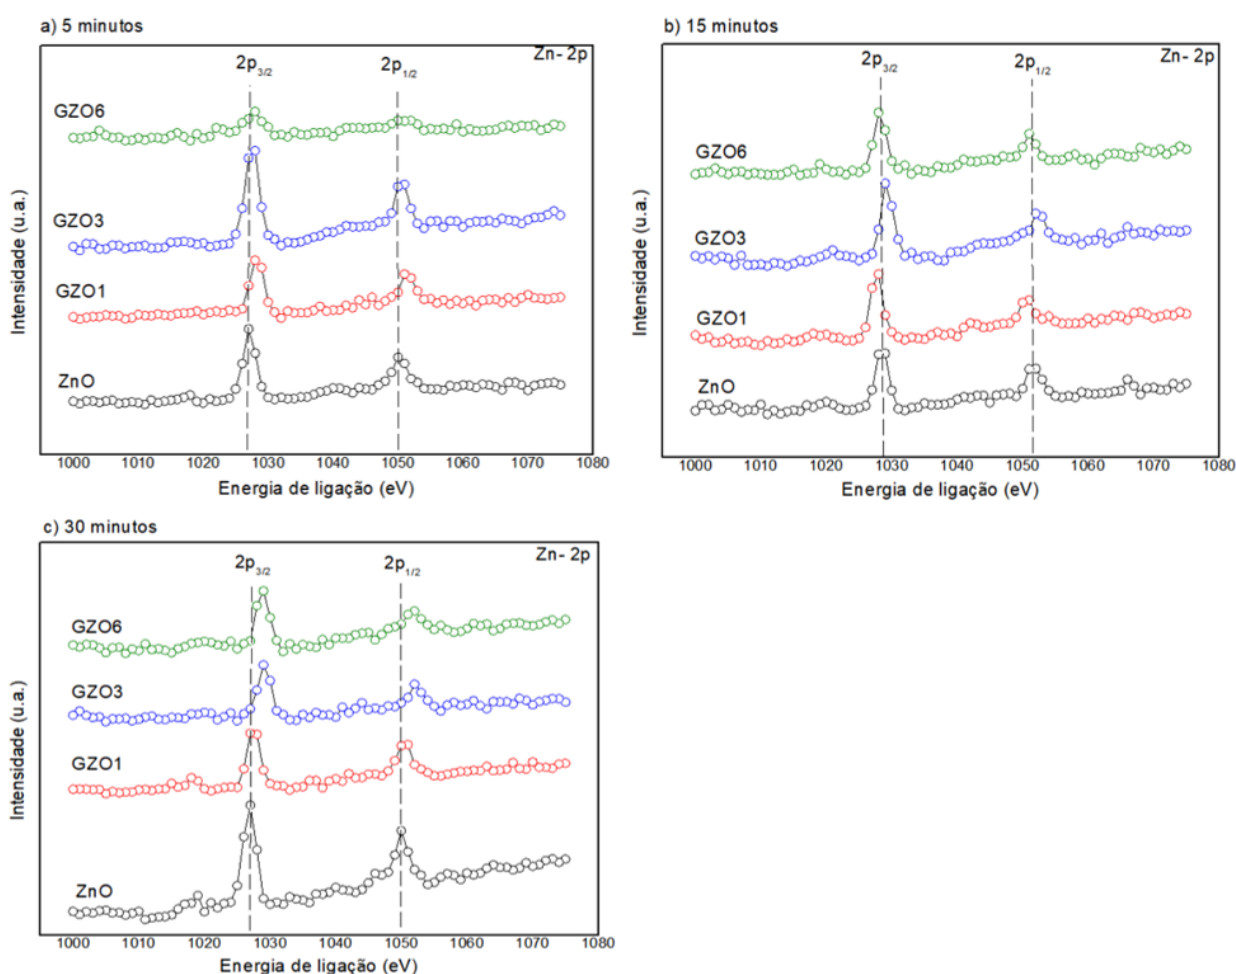 a) 5 minutos
Zn- 2p
2p3/2
2p1/2
GZO6
GZO3
GZO1
ZnO
Intensidade (u.a.)
1000 1010 1020 1030 1040 1050 1060 1070 1080
Energia de ligação (eV)
b) 15 minutos
Zn- 2p
2p3/2
2p1/2
GZO6
GZO3
GZO1
ZnO
Intensidade (u.a.)
1000 1010 1020 1030 1040 1050 1060 1070 1080
Energia de ligação (eV)
c) 30 minutos
Zn- 2p
2p3/2
2p1/2
GZO6
GZO3
GZO1
ZnO
Intensidade (u.a.)
1000 1010 1020 1030 1040 1050 1060 1070 1080
Energia de ligação (eV)